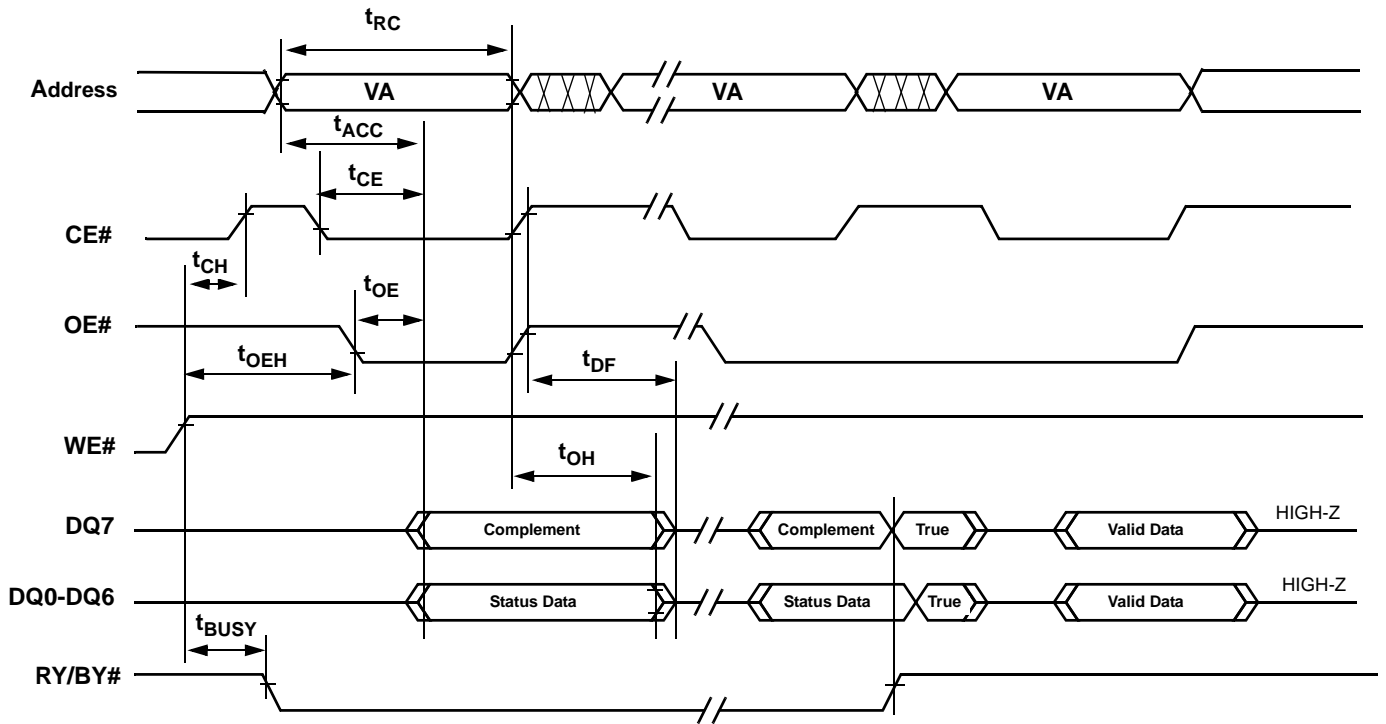 tRC
Address VA VA VA
tACC
tCE
CE#
tCH
tOE
OE#
tOEH
tDF
WE#
tOH
DQ7 Complement Complement True Valid Data HIGH-Z
DQ0-DQ6 Status Data Status Data True Valid Data HIGH-Z
tBUSY
RY/BY#